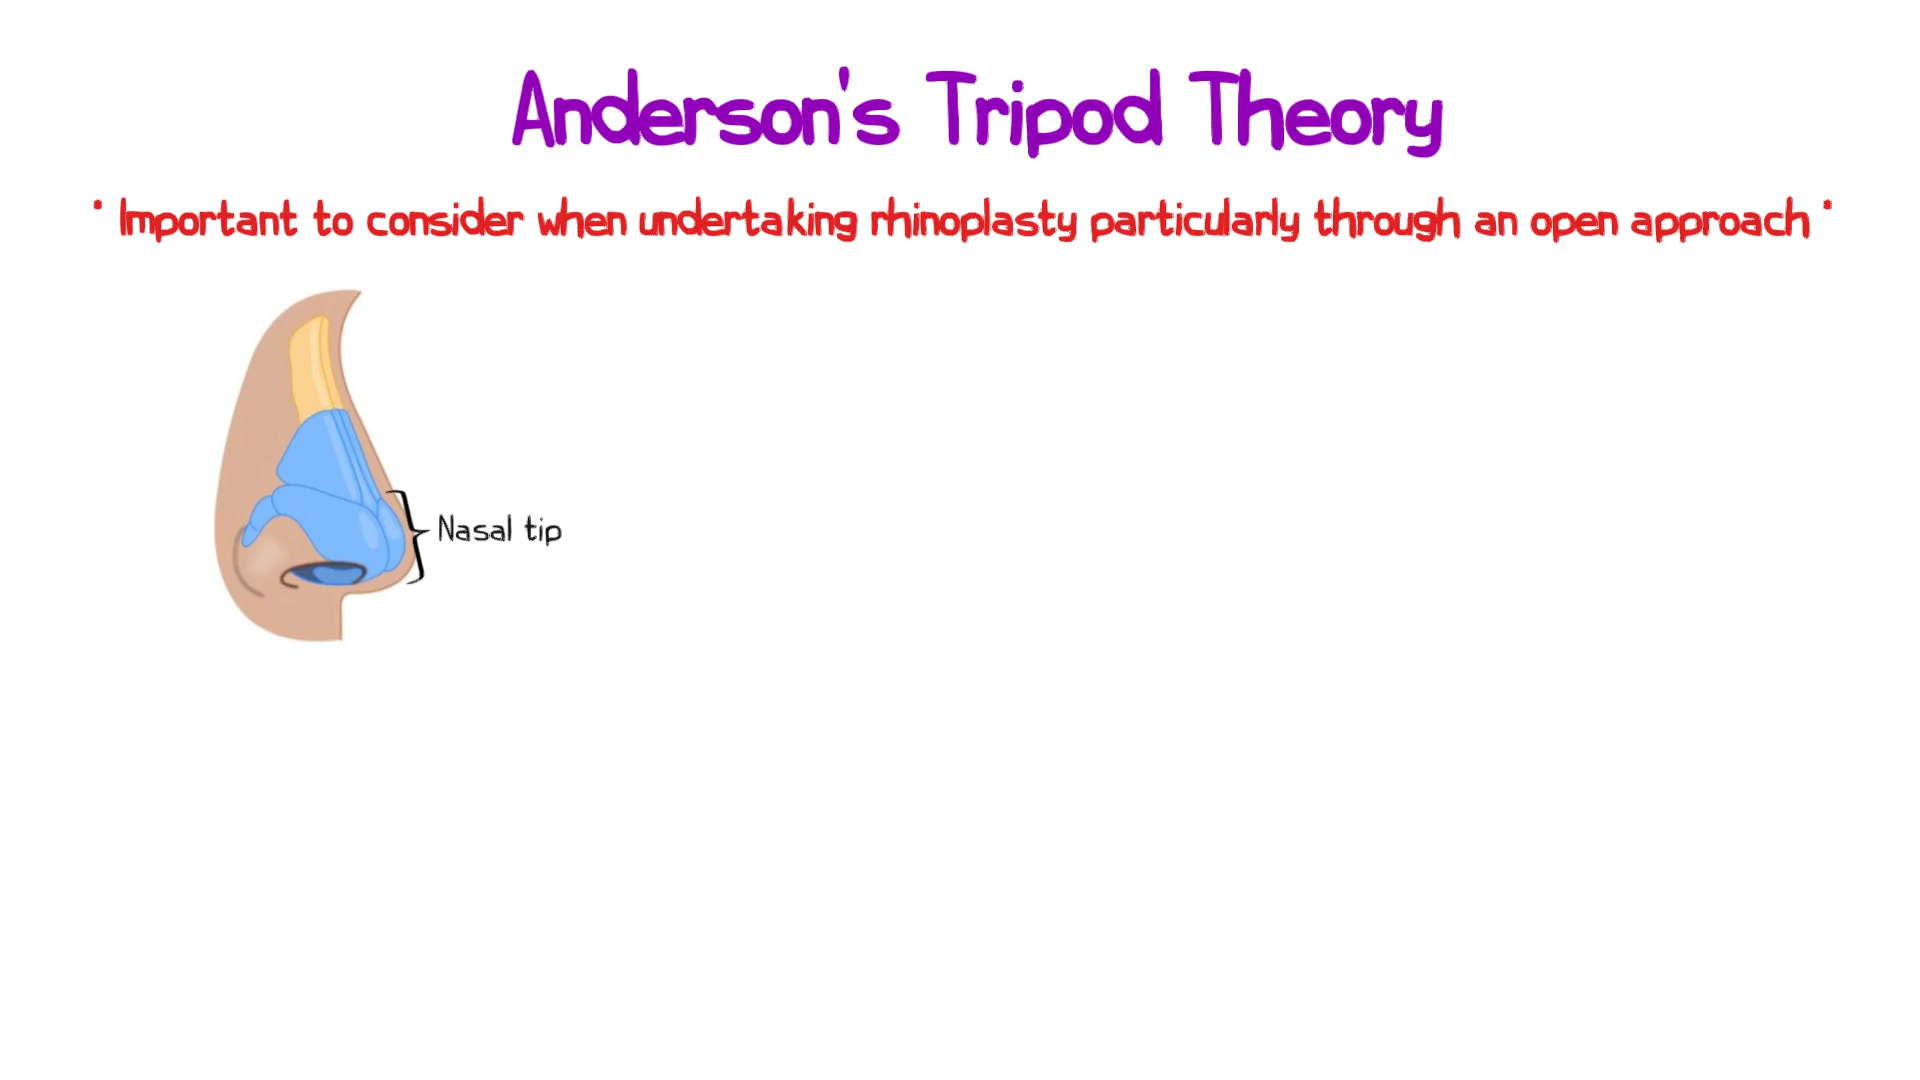 Anderson's Tripod Theory
* Important to consider when undertaking rhinoplasty particularly through an open approach *
Nasal tip